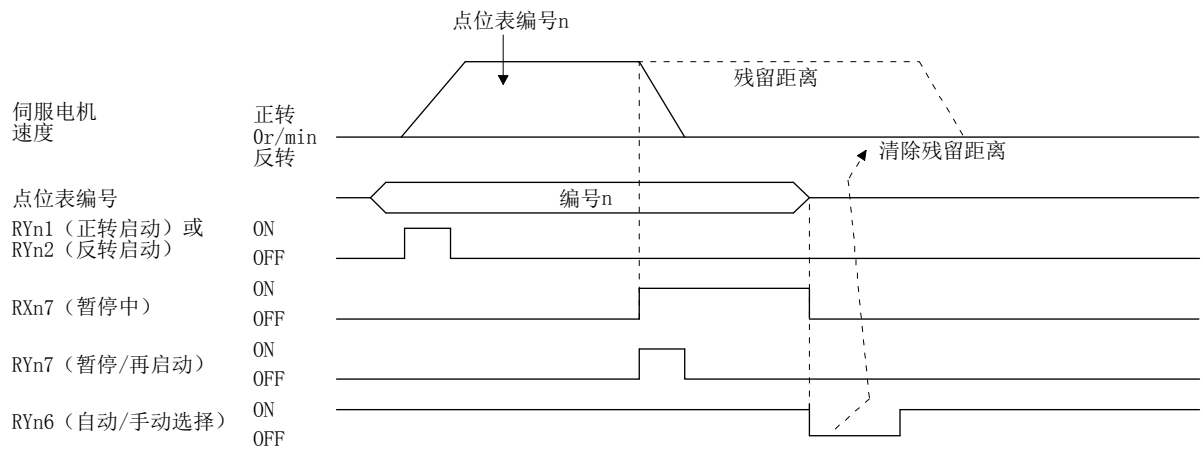 点位表编号n
残留距离
伺服电机
速度
正转
0r/min
反转
清除残留距离
点位表编号
编号n
RYn1（正转启动）或
RYn2（反转启动）
ON
OFF
RXn7（暂停中）
ON
OFF
RYn7（暂停/再启动）
ON
OFF
RYn6（自动/手动选择）
ON
OFF